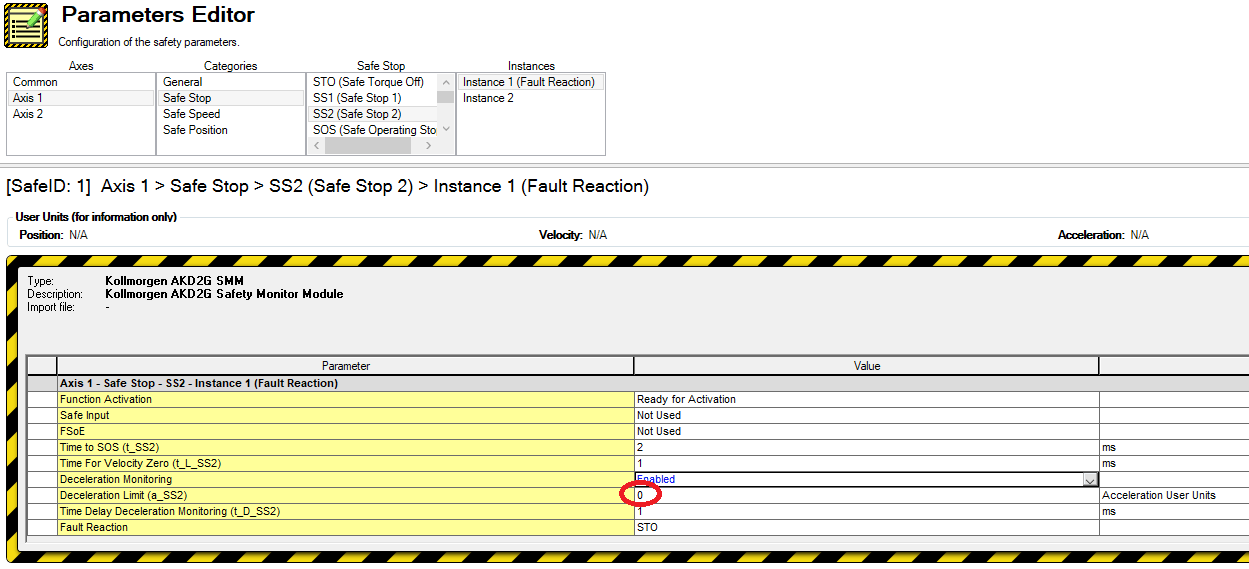 Parameters Editor
Configuration of the safety parameters.
Axes Categories Safe Stop Instances
Common General STO (Safe Torque Off) Instance 1 (Fault Reaction)
Axis 1 Safe Stop SS1 (Safe Stop 1) Instance 2
Axis 2 Safe Speed SS2 (Safe Stop 2)
Safe Position SOS (Safe Operating Sto
[SafeID: 1] Axis 1 > Safe Stop > SS2 (Safe Stop 2) > Instance 1 (Fault Reaction)
User Units (for information only)
Position: N/A Velocity: N/A Acceleration: N/A
Type: Kollmorgen AKD2G SMM
Description: Kollmorgen AKD2G Safety Monitor Module
Import file: -
Parameter Value
Axis 1 - Safe Stop - SS2 - Instance 1 (Fault Reaction)
Function Activation Ready for Activation
Safe Input Not Used
FSoE Not Used
Time to SOS (t_SS2) 2 ms
Time For Velocity Zero (t_L_SS2) 1 ms
Deceleration Monitoring Enabled
Deceleration Limit (a_SS2) 0 Acceleration User Units
Time Delay Deceleration Monitoring (t_D_SS2) 1 ms
Fault Reaction STO